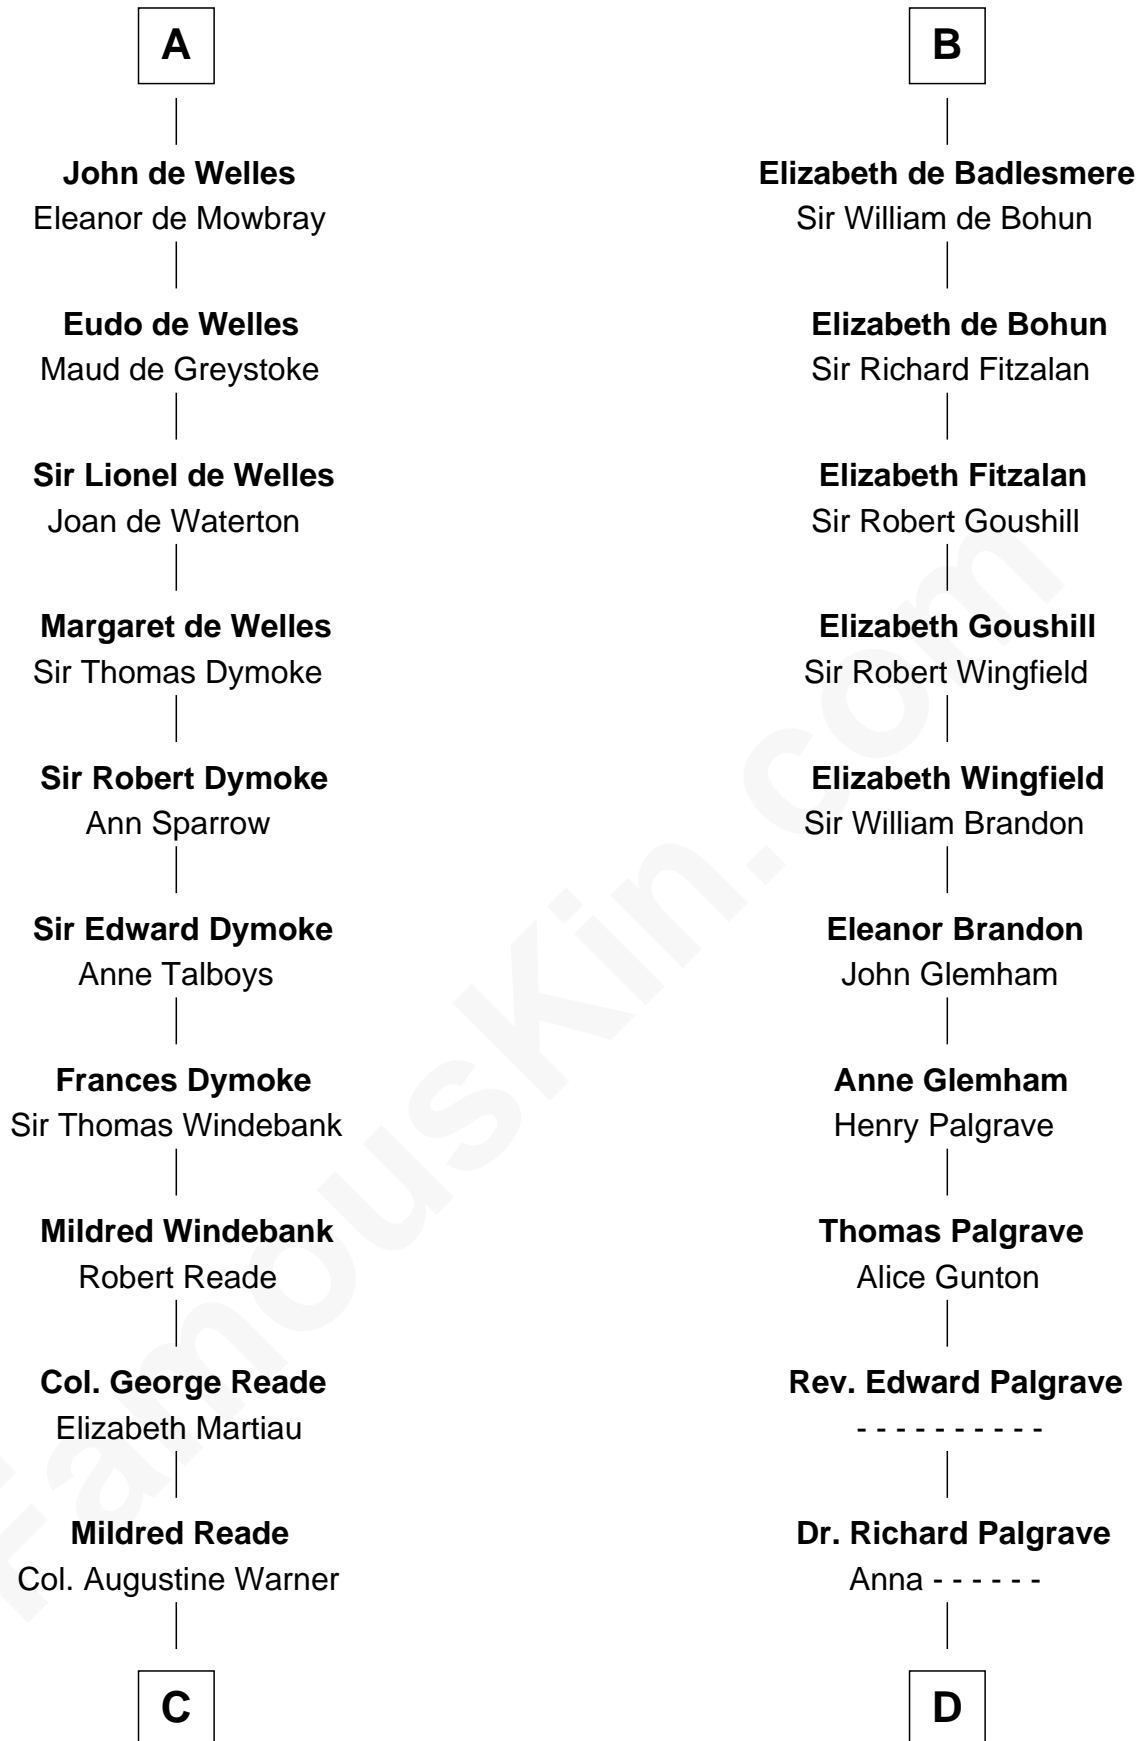 A
John de Welles
Eleanor de Mowbray
Eudo de Welles
Maud de Greystoke
Sir Lionel de Welles
Joan de Waterton
Margaret de Welles
Sir Thomas Dymoke
Sir Robert Dymoke
Ann Sparrow
Sir Edward Dymoke
Anne Talboys
Frances Dymoke
Sir Thomas Windebank
Mildred Windebank
Robert Reade
Col. George Reade
Elizabeth Martiau
Mildred Reade
Col. Augustine Warner
C
B
Elizabeth de Badlesmere
Sir William de Bohun
Elizabeth de Bohun
Sir Richard Fitzalan
Elizabeth Fitzalan
Sir Robert Goushill
Elizabeth Goushill
Sir Robert Wingfield
Elizabeth Wingfield
Sir William Brandon
Eleanor Brandon
John Glemham
Anne Glemham
Henry Palgrave
Thomas Palgrave
Alice Gunton
Rev. Edward Palgrave
- - - - - - - - - -
Dr. Richard Palgrave
Anna - - - - - -
D
FamousKin.com